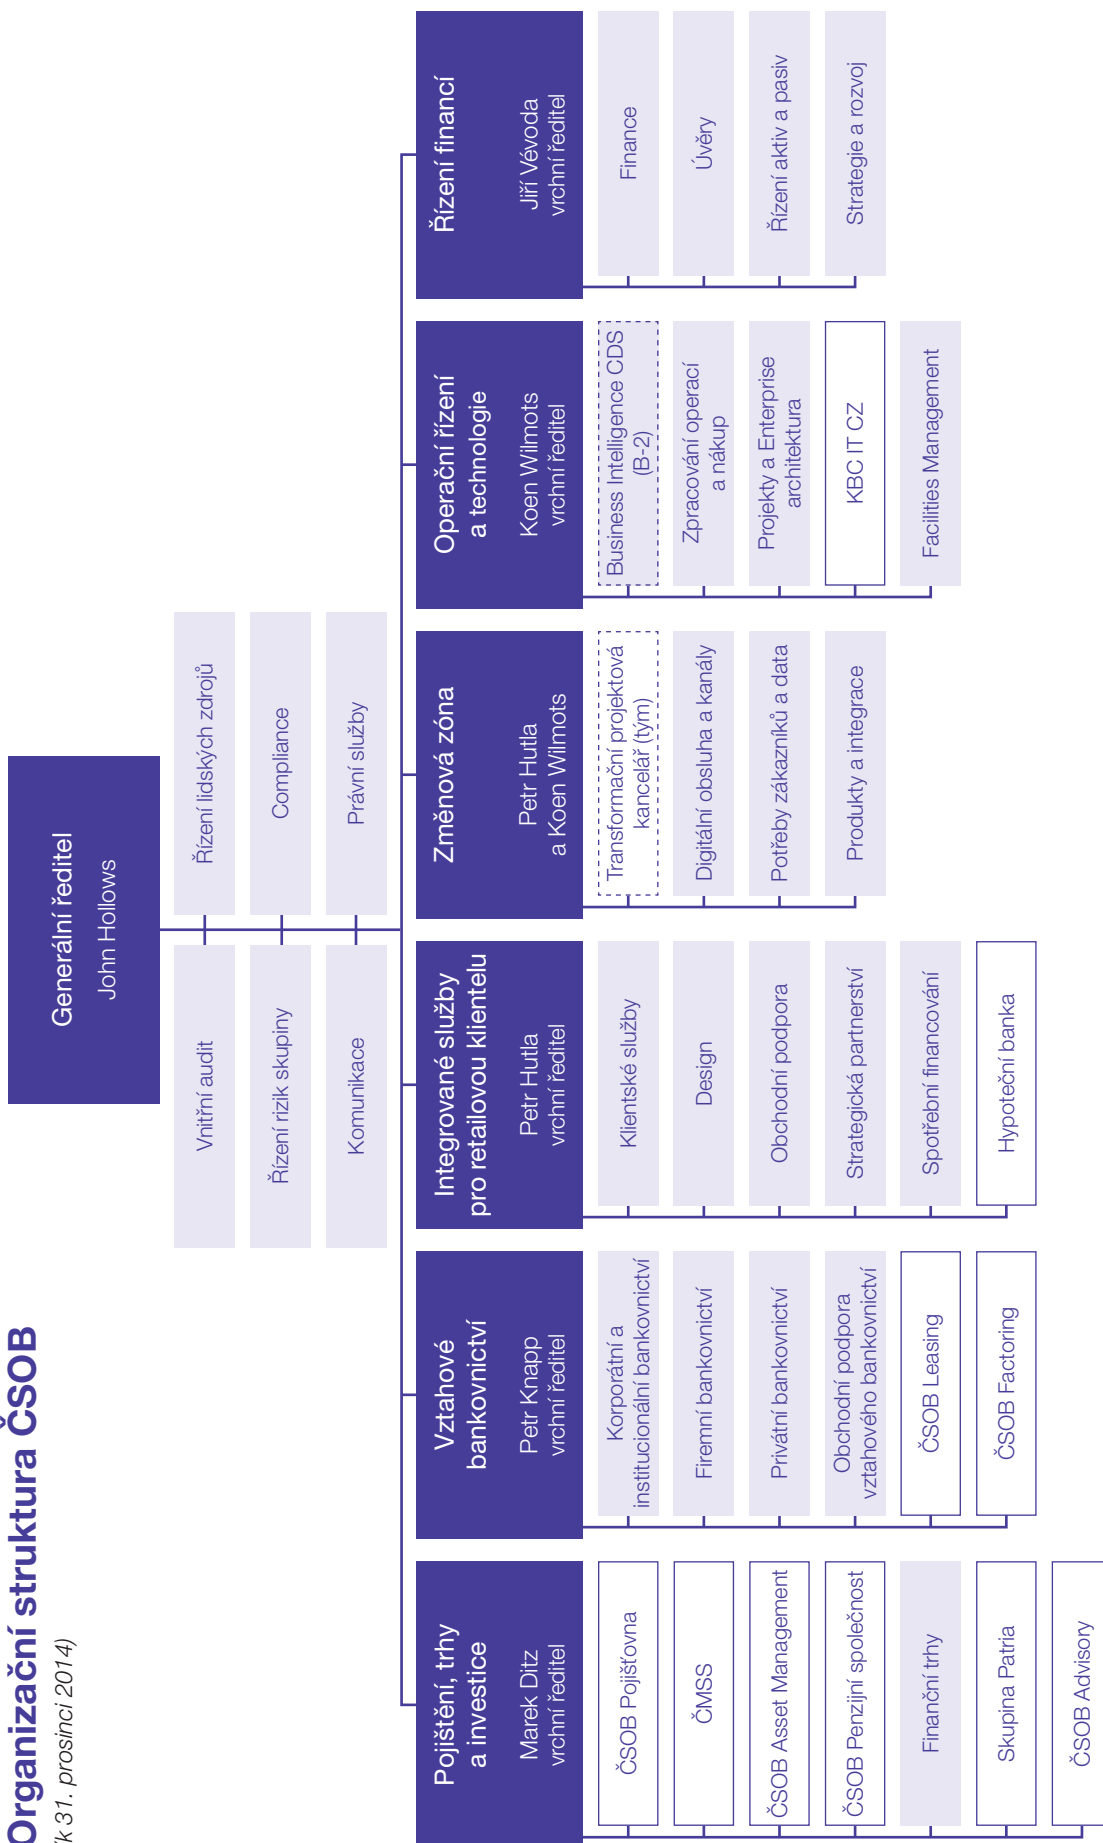 Organizační struktura ČSOB
(k 31. prosinci 2014)
Generální ředitel
John Hollows
Vnitřní audit
Řízení lidských zdrojů
Řízení rizik skupiny
Compliance
Komunikace
Právní služby
Pojištění, trhy
a investice
Marek Ditz
vrchní ředitel
ČSOB Pojišťovna
ČMSS
ČSOB Asset Management
ČSOB Penzijní společnost
Finanční trhy
Skupina Patria
ČSOB Advisory
Vztahové
bankovnictví
Petr Knapp
vrchní ředitel
Korporátní a
institucionální bankovnictví
Firemní bankovnictví
Privátní bankovnictví
Obchodní podpora
vztahového bankovnictví
ČSOB Leasing
ČSOB Factoring
Integrované služby
pro retailovou klientelu
Petr Hutla
vrchní ředitel
Klientské služby
Design
Obchodní podpora
Strategická partnerství
Spotřební financování
Hypoteční banka
Změnová zóna
Petr Hutla
a Koen Wilmots
Transformační projektová
kancelář (tým)
Digitální obsluha a kanály
Potřeby zákazníků a data
Produkty a integrace
Operační řízení
a technologie
Koen Wilmots
vrchní ředitel
Business Intelligence CDS
(B-2)
Zpracování operací
a nákup
Projekty a Enterprise
architektura
KBC IT CZ
Facilities Management
Řízení financí
Jiří Vévoda
vrchní ředitel
Finance
Úvěry
Řízení aktiv a pasiv
Strategie a rozvoj